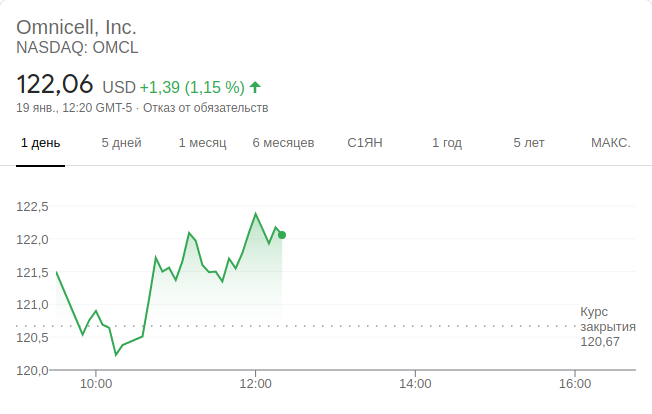 Omnicell, Inc.
NASDAQ: OMCL
122,06 USD +1,39 (1,15 %)
19 янв., 12:20 GMT-5 · Отказ от обязательств
1 день 5 дней 1 месяц 6 месяцев С1ЯН 1 год 5 лет МАКС.
122,5
122,0
121,5
121,0
120,5
120,0
Курс
закрытия
120,67
10:00 12:00 14:00 16:00